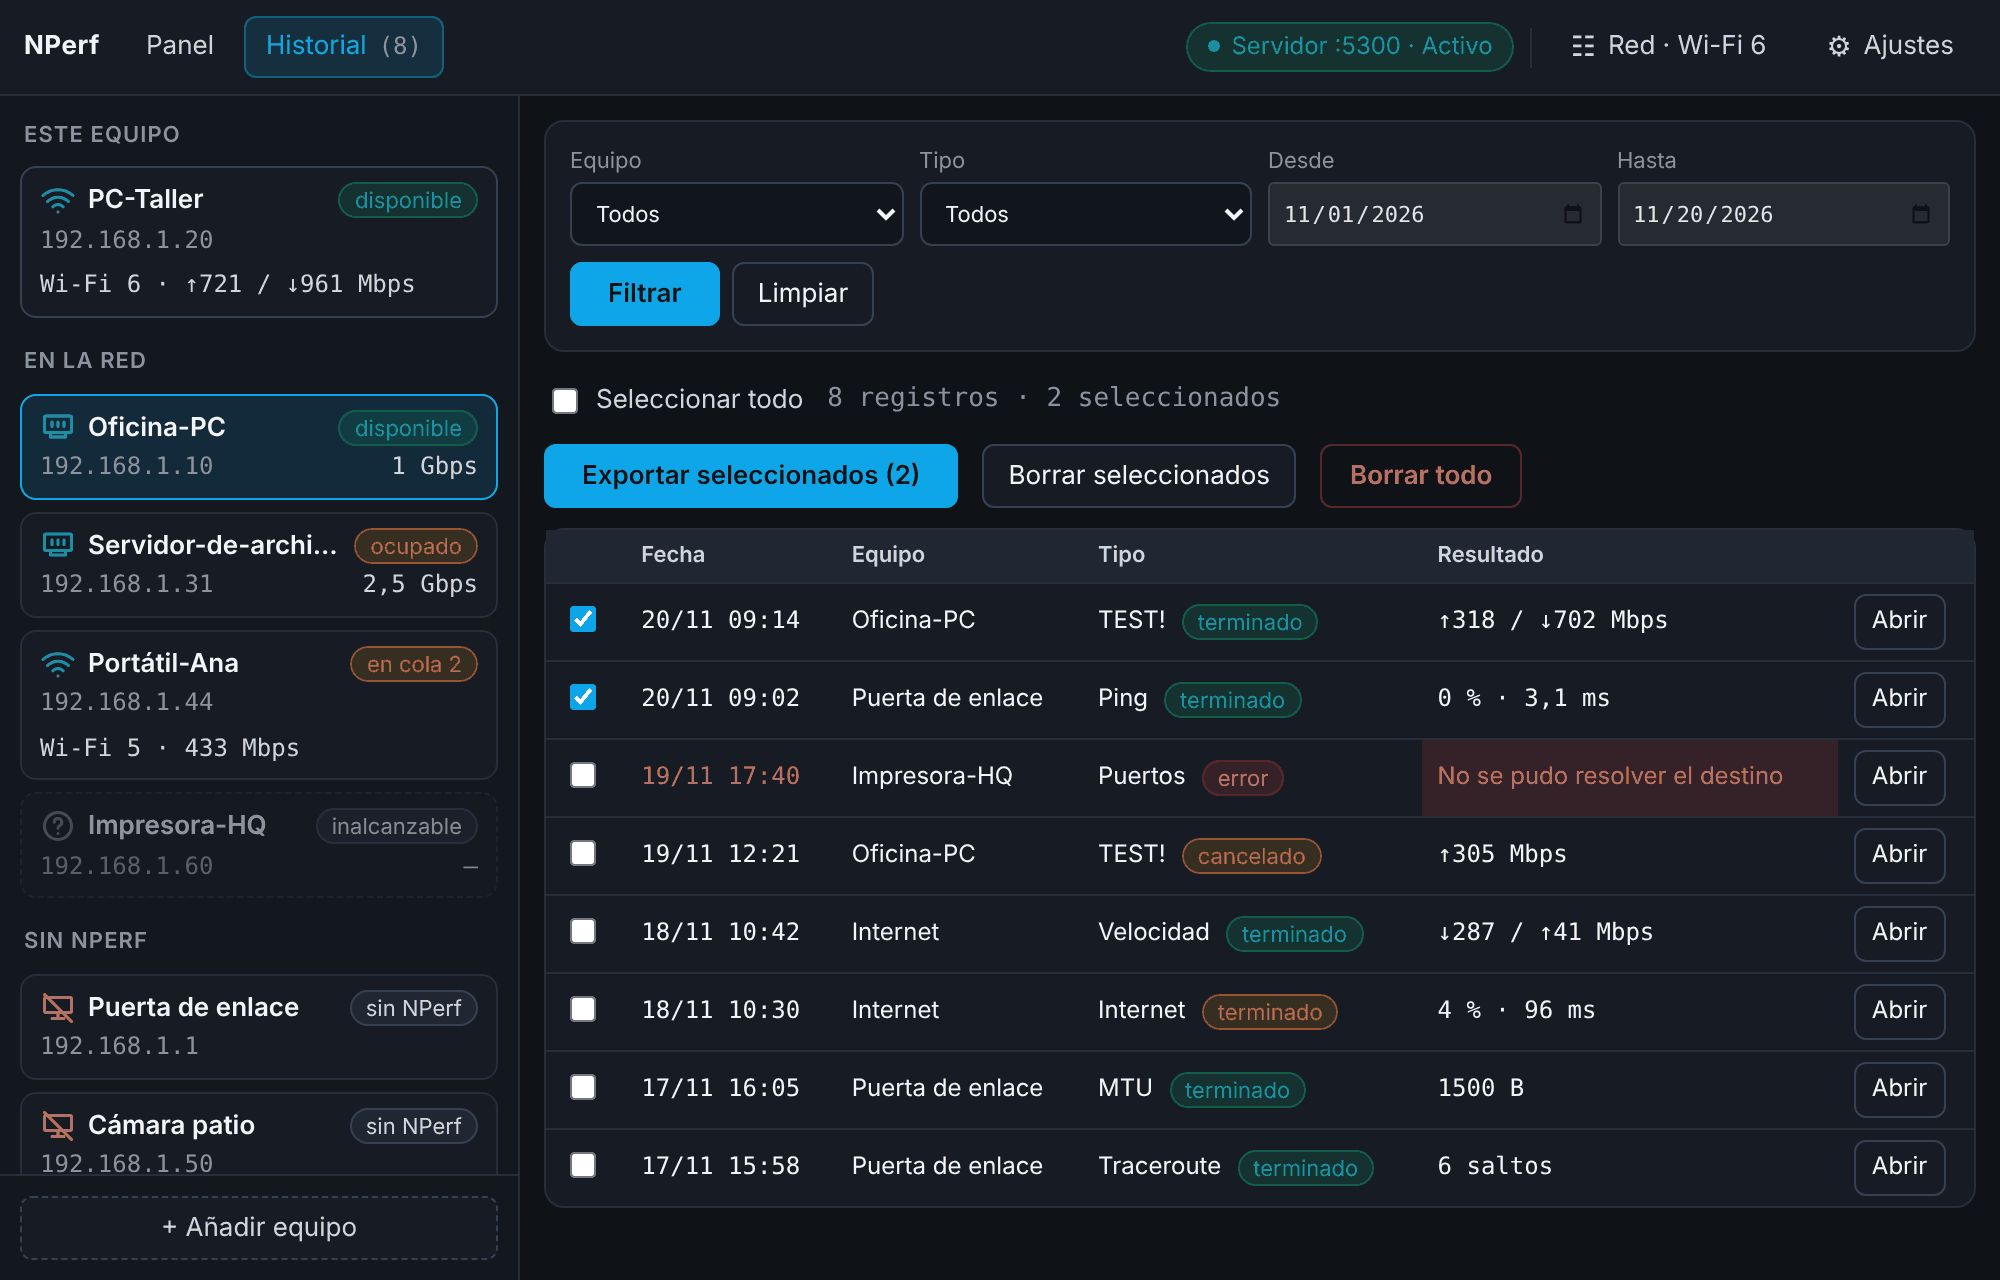 NPerf Panel Historial (8) Servidor :5300 · Activo Red · Wi-Fi 6 Ajustes
ESTE EQUIPO
PC-Taller disponible
192.168.1.20
Wi-Fi 6 · ↑721 / ↓961 Mbps
EN LA RED
Oficina-PC disponible
192.168.1.10 1 Gbps
Servidor-de-archi... ocupado
192.168.1.31 2,5 Gbps
Portátil-Ana en cola 2
192.168.1.44
Wi-Fi 5 · 433 Mbps
Impresora-HQ inalcanzable
192.168.1.60 —
SIN NPERF
Puerta de enlace sin NPerf
192.168.1.1
Cámara patio sin NPerf
192.168.1.50
+ Añadir equipo
Equipo Tipo Desde Hasta
Todos Todos 11/01/2026 11/20/2026
Filtrar Limpiar
Seleccionar todo 8 registros · 2 seleccionados
Exportar seleccionados (2) Borrar seleccionados Borrar todo
Fecha Equipo Tipo Resultado
20/11 09:14 Oficina-PC TEST! terminado ↑318 / ↓702 Mbps Abrir
20/11 09:02 Puerta de enlace Ping terminado 0 % · 3,1 ms Abrir
19/11 17:40 Impresora-HQ Puertos error No se pudo resolver el destino Abrir
19/11 12:21 Oficina-PC TEST! cancelado ↑305 Mbps Abrir
18/11 10:42 Internet Velocidad terminado ↓287 / ↑41 Mbps Abrir
18/11 10:30 Internet Internet terminado 4 % · 96 ms Abrir
17/11 16:05 Puerta de enlace MTU terminado 1500 B Abrir
17/11 15:58 Puerta de enlace Traceroute terminado 6 saltos Abrir